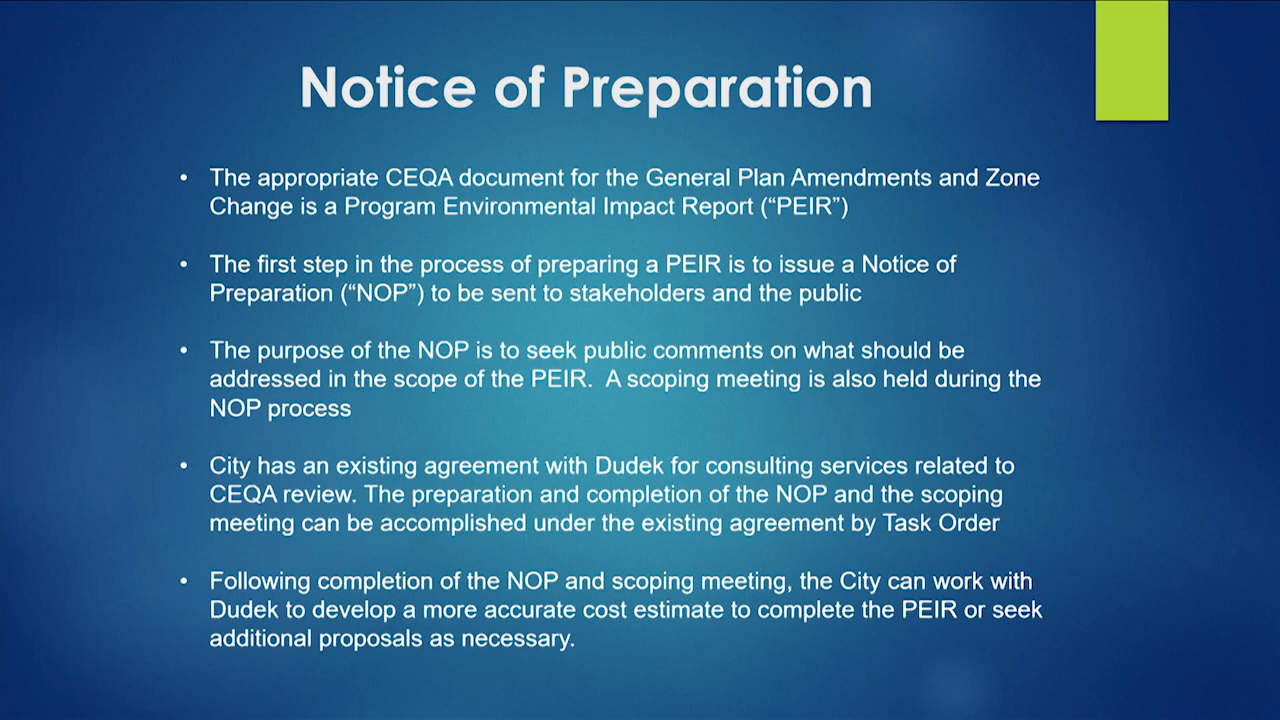 Notice of Preparation
• The appropriate CEQA document for the General Plan Amendments and Zone
Change is a Program Environmental Impact Report (“PEIR”)
• The first step in the process of preparing a PEIR is to issue a Notice of
Preparation (“NOP”) to be sent to stakeholders and the public
• The purpose of the NOP is to seek public comments on what should be
addressed in the scope of the PEIR.  A scoping meeting is also held during the
NOP process
• City has an existing agreement with Dudek for consulting services related to
CEQA review. The preparation and completion of the NOP and the scoping
meeting can be accomplished under the existing agreement by Task Order
• Following completion of the NOP and scoping meeting, the City can work with
Dudek to develop a more accurate cost estimate to complete the PEIR or seek
additional proposals as necessary.